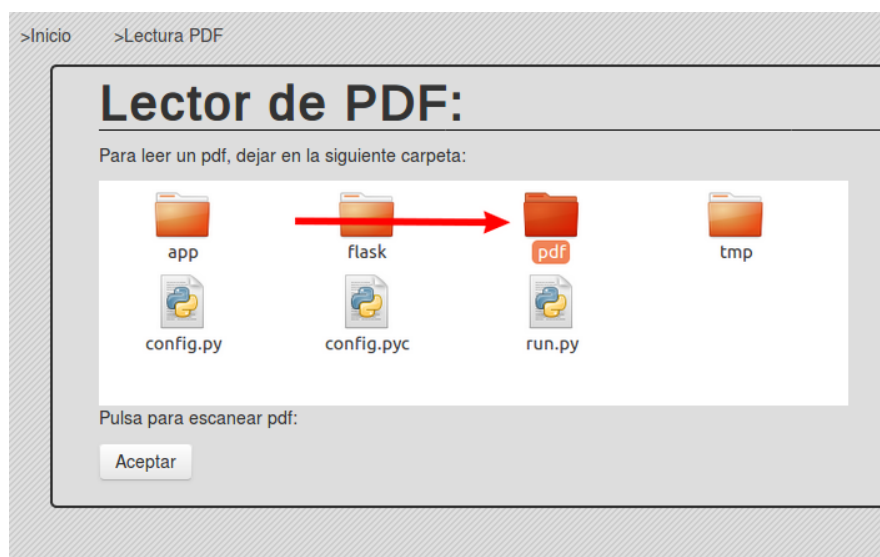 >Inicio >Lectura PDF
Lector de PDF:
Para leer un pdf, dejar en la siguiente carpeta:
app flask pdf tmp
config.py config.pyc run.py
Pulsa para escanear pdf:
Aceptar